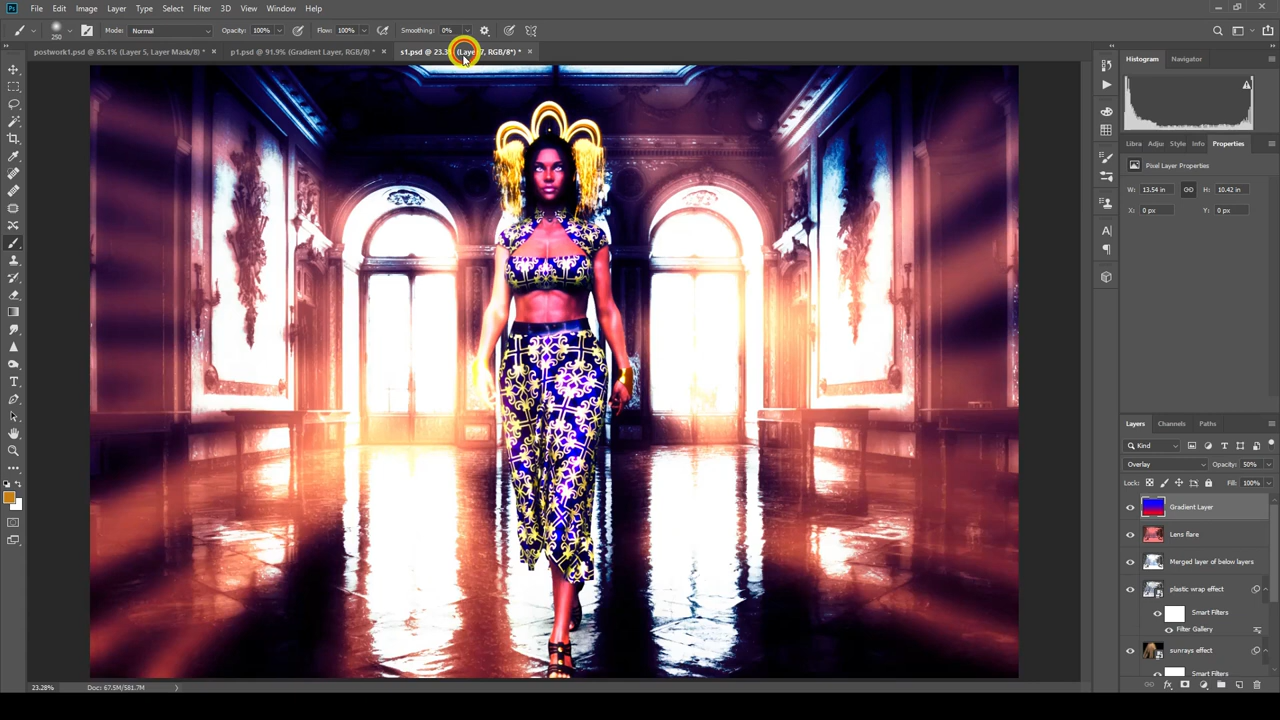 Ps File Edit Image Layer Type Select Filter 3D View Window Help
250 Mode: Normal Opacity: 100% Flow: 100% Smoothing: 0%
postwork1.psd @ 85.1% (Layer 5, Layer Mask/8) * × p1.psd @ 91.9% (Gradient Layer, RGB/8) * × s1.psd @ 23.3% 7, RGB/8*) * ×
Histogram Navigator
Libra Adju Style Info Properties
Pixel Layer Properties
W: 13.54 in H: 10.42 in
X: 0 px Y: 0 px
Layers Channels Paths
Kind
Overlay Opacity: 50%
Lock: Fill: 100%
Gradient Layer
Lens flare
Merged layer of below layers
plastic wrap effect
Smart Filters
Filter Gallery
sunrays effect
Smart Filters
23.28% Doc: 67.5M/581.7M